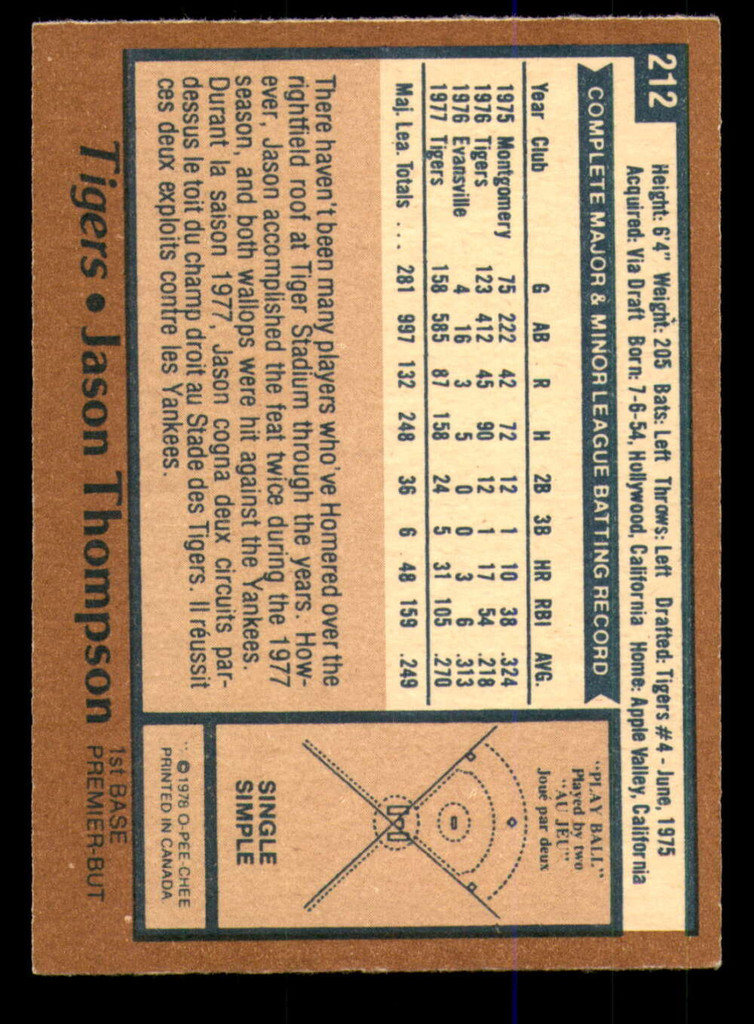 212
Height: 6'4" Weight: 205 Bats: Left Throws: Left Drafted: Tigers #4 - June, 1975
Acquired: Via Draft Born: 7-6-54, Hollywood, California Home: Apple Valley, California
COMPLETE MAJOR & MINOR LEAGUE BATTING RECORD
Year Club G AB R H 2B 3B HR RBI AVG.
1975 Montgomery 75 222 42 72 12 1 10 38 .324
1976 Tigers 123 412 45 90 12 1 17 54 .218
1976 Evansville 4 16 3 5 0 0 3 6 .313
1977 Tigers 158 585 87 158 24 5 31 105 .270
Maj. Lea. Totals ... 281 997 132 248 36 6 48 159 .249
There haven't been many players who've Homered over the
rightfield roof at Tiger Stadium through the years. How-
ever, Jason accomplished the feat twice during the 1977
season, and both wallops were hit against the Yankees.
Durant la saison 1977, Jason cogna deux circuits par-
dessus le toit du champ droit au Stade des Tigers. Il réussit
ces deux exploits contre les Yankees.
"PLAY BALL"
Played by two
"AU JEU"
Joué par deux
SINGLE
SIMPLE
©1978 O-PEE-CHEE
PRINTED IN CANADA
Tigers • Jason Thompson
1st BASE
PREMIER-BUT